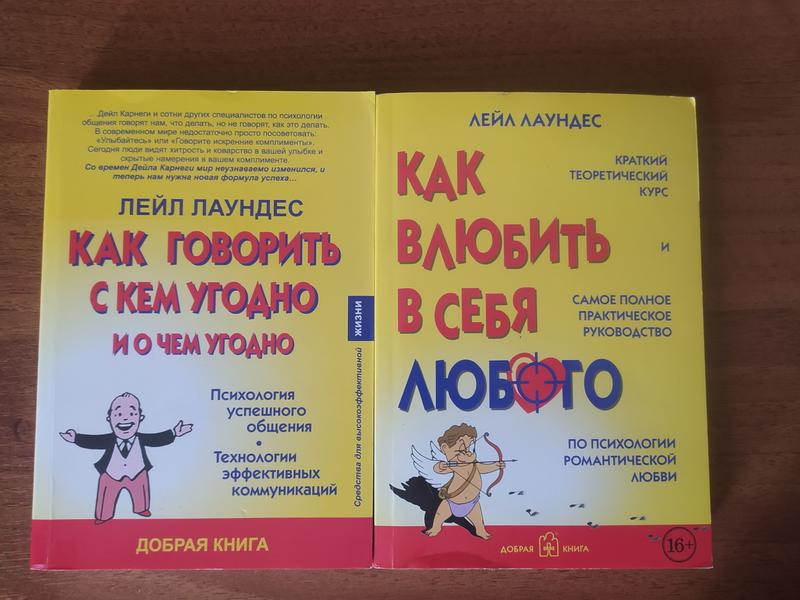 ...Дейл Карнеги и сотни других специалистов по психологии
общения говорят нам, что делать, но не говорят, как это делать.
В современном мире недостаточно просто посоветовать:
«Улыбайтесь» или «Говорите искренние комплименты».
Сегодня люди видят хитрость и коварство в вашей улыбке и
скрытые намерения в вашем комплименте.
Со времен Дейла Карнеги мир неузнаваемо изменился, и
теперь нам нужна новая формула успеха...
ЛЕЙЛ ЛАУНДЕС
КАК ГОВОРИТЬ
С КЕМ УГОДНО
И О ЧЕМ УГОДНО
Психология
успешного
общения
•
Технологии
эффективных
коммуникаций
Средства для высокоэффективной
ЖИЗНИ
ДОБРАЯ КНИГА
ЛЕЙЛ ЛАУНДЕС
КАК
ВЛЮБИТЬ
В СЕБЯ
ЛЮБОГО
КРАТКИЙ
ТЕОРЕТИЧЕСКИЙ
КУРС
И
САМОЕ ПОЛНОЕ
ПРАКТИЧЕСКОЕ
РУКОВОДСТВО
ПО ПСИХОЛОГИИ
РОМАНТИЧЕСКОЙ
ЛЮБВИ
ДОБРАЯ КНИГА
16+